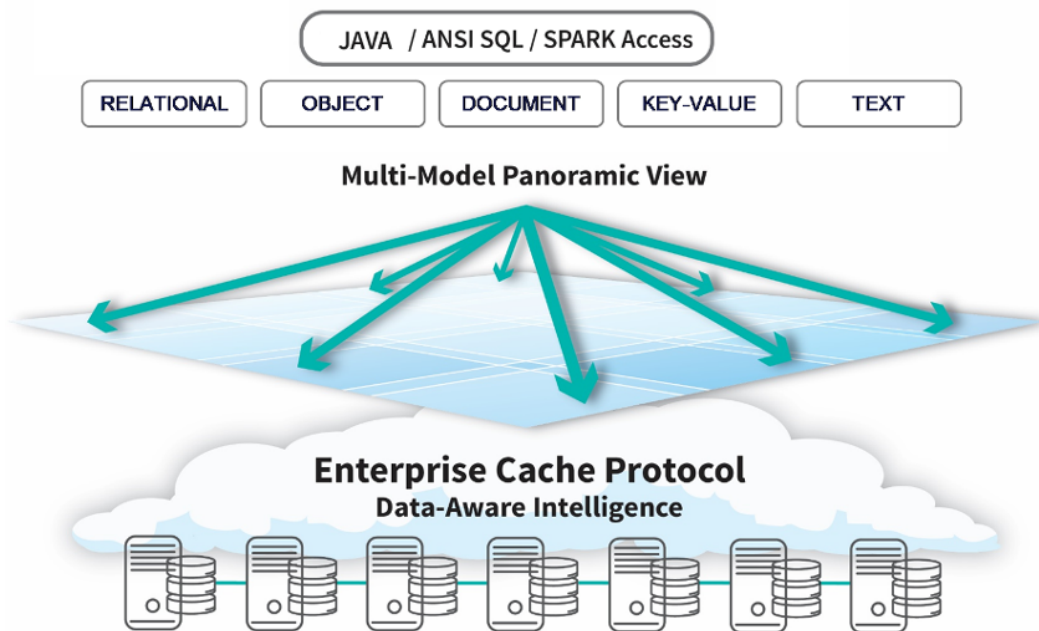 JAVA / ANSI SQL / SPARK Access
RELATIONAL OBJECT DOCUMENT KEY-VALUE TEXT
Multi-Model Panoramic View
Enterprise Cache Protocol
Data-Aware Intelligence